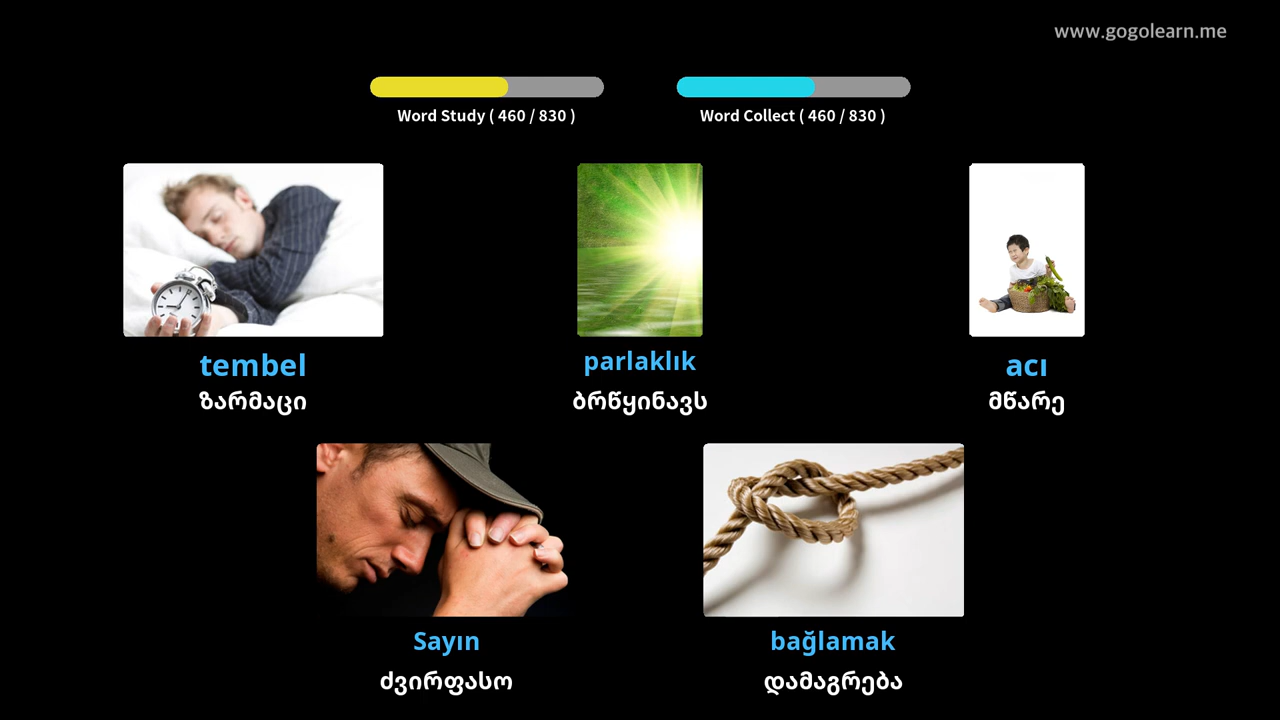 www.gogolearn.me
Word Study ( 460 / 830 )
Word Collect ( 460 / 830 )
tembel
ზარმაცი
parlaklık
ბრწყინავს
acı
მწარე
Sayın
ძვირფასო
bağlamak
დამაგრება